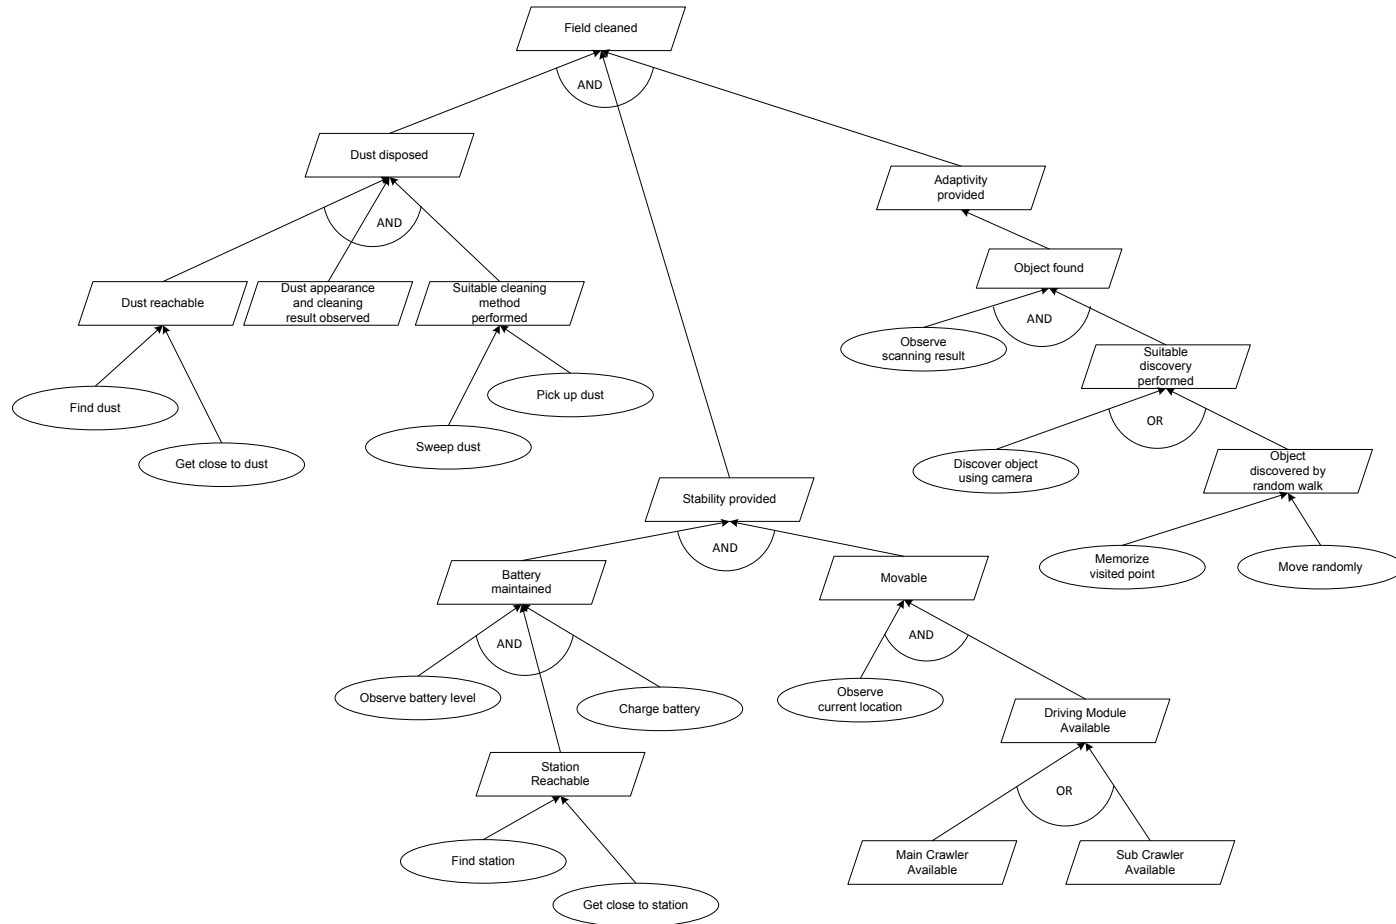 Field cleaned
AND
Dust disposed
Adaptivity
provided
AND
Object found
Dust reachable
Dust appearance
and cleaning
result observed
Suitable cleaning
method
performed
AND
Observe
scanning result
Suitable
discovery
performed
Find dust
Pick up dust
OR
Sweep dust
Get close to dust
Discover object
using camera
Object
discovered by
random walk
Stability provided
AND
Memorize
visited point
Move randomly
Battery
maintained
Movable
AND
AND
Observe battery level
Charge battery
Observe
current location
Driving Module
Available
Station
Reachable
OR
Find station
Main Crawler
Available
Sub Crawler
Available
Get close to station